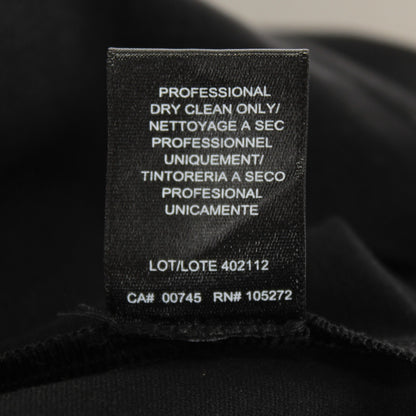 PROFESSIONAL
DRY CLEAN ONLY/
NETTOYAGE A SEC
PROFESSIONNEL
UNIQUEMENT/
TINTORERIA A SECO
PROFESIONAL
UNICAMENTE
LOT/LOTE 402112
CA# 00745 RN# 105272